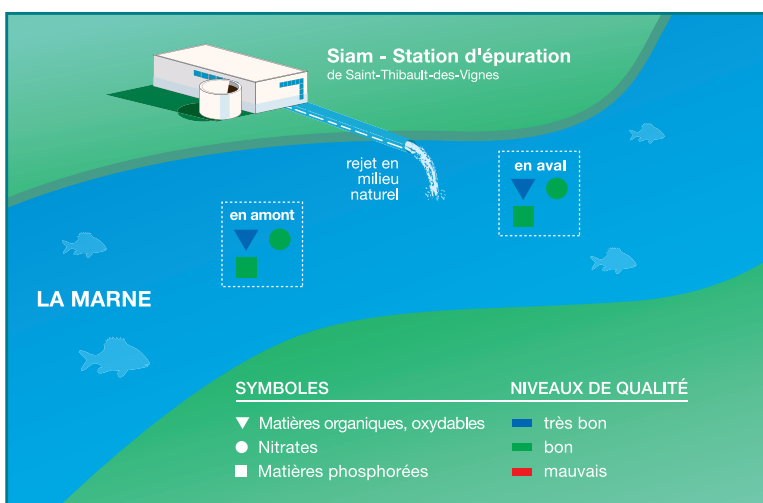 Siam - Station d'épuration
de Saint-Thibault-des-Vignes
rejet en
milieu
naturel
en aval
en amont
LA MARNE
SYMBOLES
Matières organiques, oxydables
Nitrates
Matières phosphorées
NIVEAUX DE QUALITÉ
très bon
bon
mauvais